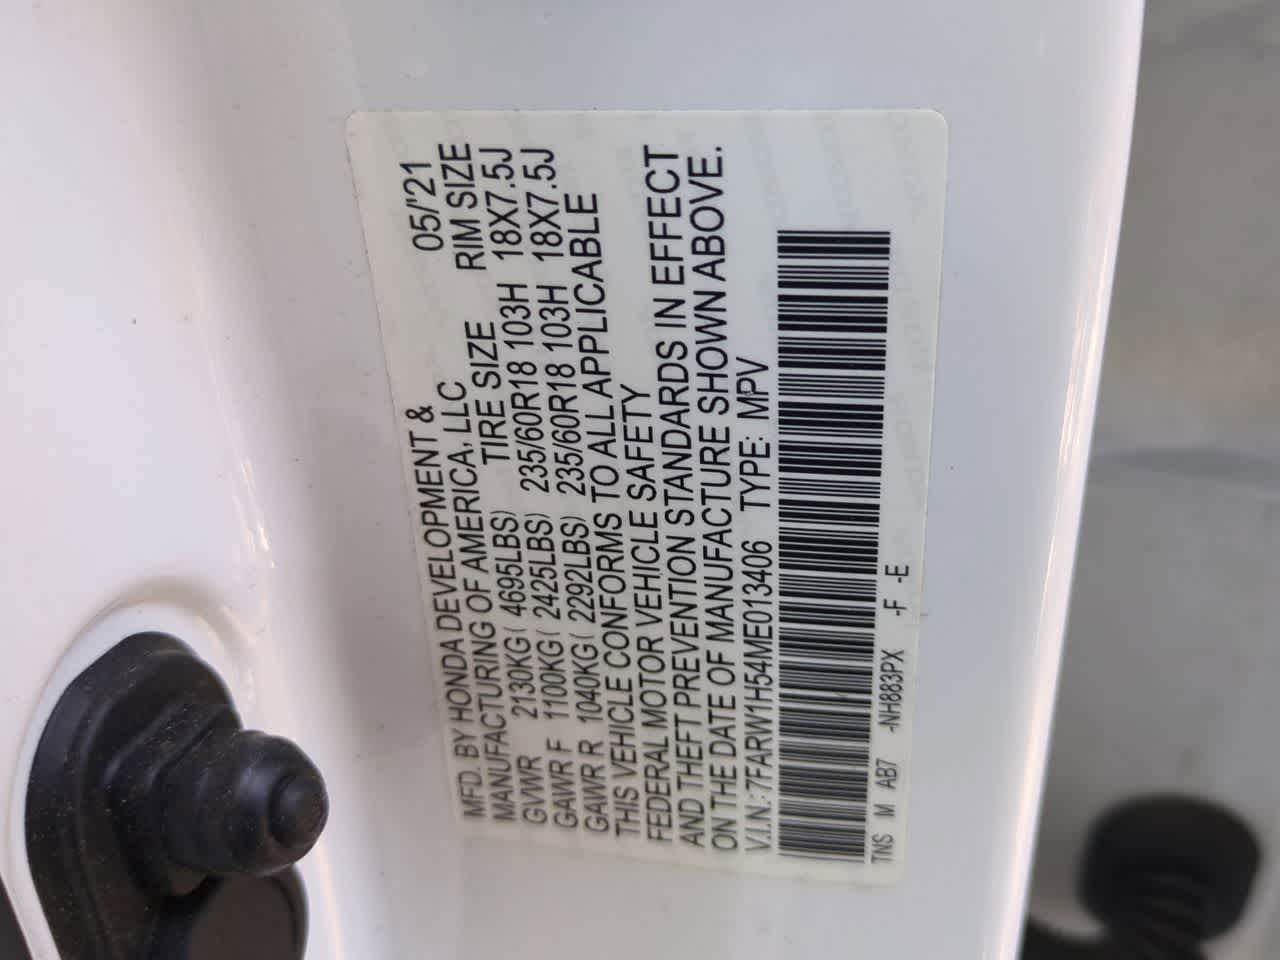 MFD. BY HONDA DEVELOPMENT & 05/'21
MANUFACTURING OF AMERICA, LLC
TIRE SIZE RIM SIZE
GVWR 2130KG( 4695LBS) 235/60R18 103H 18X7.5J
GAWR F 1100KG( 2425LBS) 235/60R18 103H 18X7.5J
GAWR R 1040KG( 2292LBS)
THIS VEHICLE CONFORMS TO ALL APPLICABLE
FEDERAL MOTOR VEHICLE SAFETY
AND THEFT PREVENTION STANDARDS IN EFFECT
ON THE DATE OF MANUFACTURE SHOWN ABOVE.
V.I.N.: 7FARW1H54ME013406 TYPE: MPV
TNS M AB7 -NH883PX -F -E